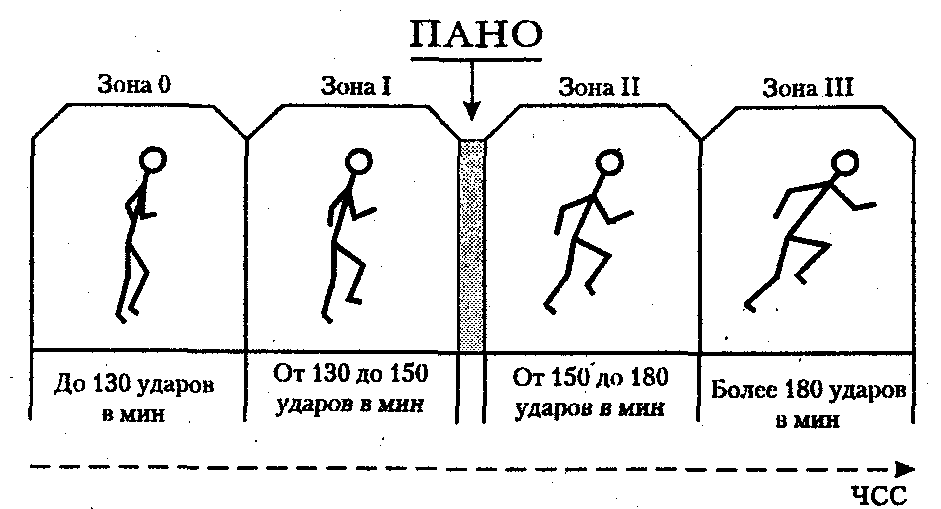 ПАНО
Зона 0
Зона I
Зона II
Зона III
До 130 ударов
в мин
От 130 до 150
ударов в мин
От 150 до 180
ударов в мин
Более 180 ударов
в мин
ЧСС